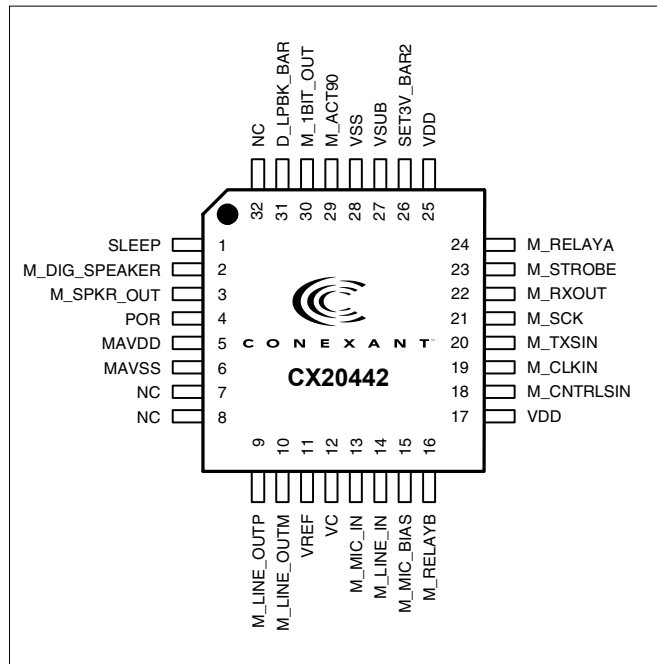 NC
D_LPBK_BAR
M_1BIT_OUT
M_ACT90
VSS
VSUB
SET3V_BAR2
VDD
32
31
30
29
28
27
26
25
SLEEP 1
M_DIG_SPEAKER 2
M_SPKR_OUT 3
POR 4
MAVDD 5
MAVSS 6
NC 7
NC 8
CONEXANT™
CX20442
24 M_RELAYA
23 M_STROBE
22 M_RXOUT
21 M_SCK
20 M_TXSIN
19 M_CLKIN
18 M_CNTRLSIN
17 VDD
9
10
11
12
13
14
15
16
M_LINE_OUTP
M_LINE_OUTM
VREF
VC
M_MIC_IN
M_LINE_IN
M_MIC_BIAS
M_RELAYB